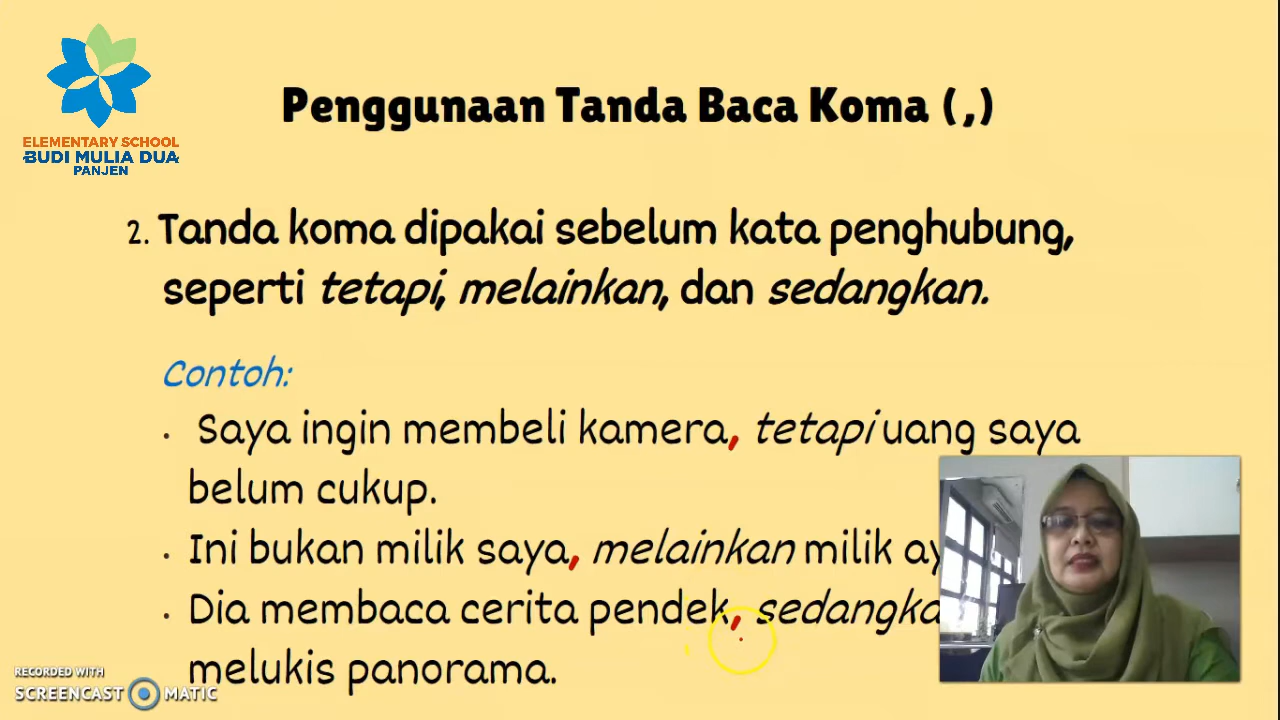 ELEMENTARY SCHOOL
BUDI MULIA DUA
PANJEN
Penggunaan Tanda Baca Koma (,)
2. Tanda koma dipakai sebelum kata penghubung,
seperti tetapi, melainkan, dan sedangkan.
Contoh:
• Saya ingin membeli kamera, tetapi uang saya
belum cukup.
• Ini bukan milik saya, melainkan milik
• Dia membaca cerita pendek,
melukis panorama.
RECORDED WITH
SCREENCAST MATIC